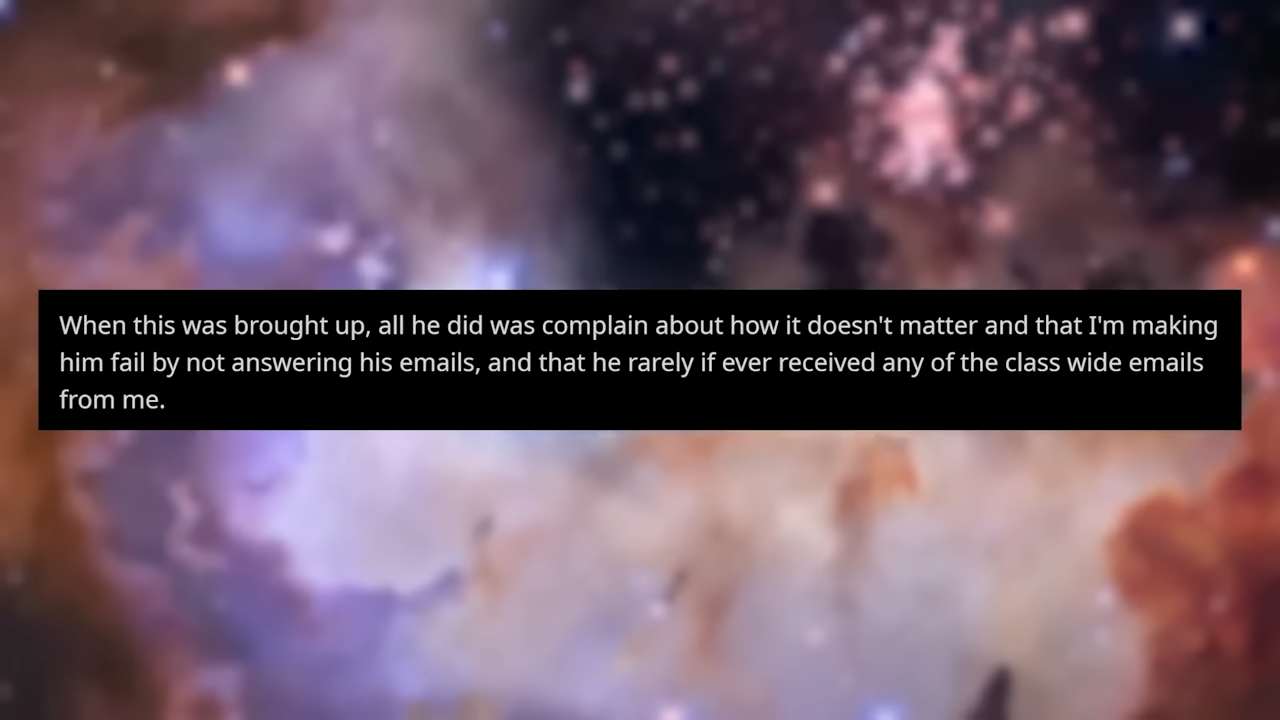 When this was brought up, all he did was complain about how it doesn't matter and that I'm making
him fail by not answering his emails, and that he rarely if ever received any of the class wide emails
from me.